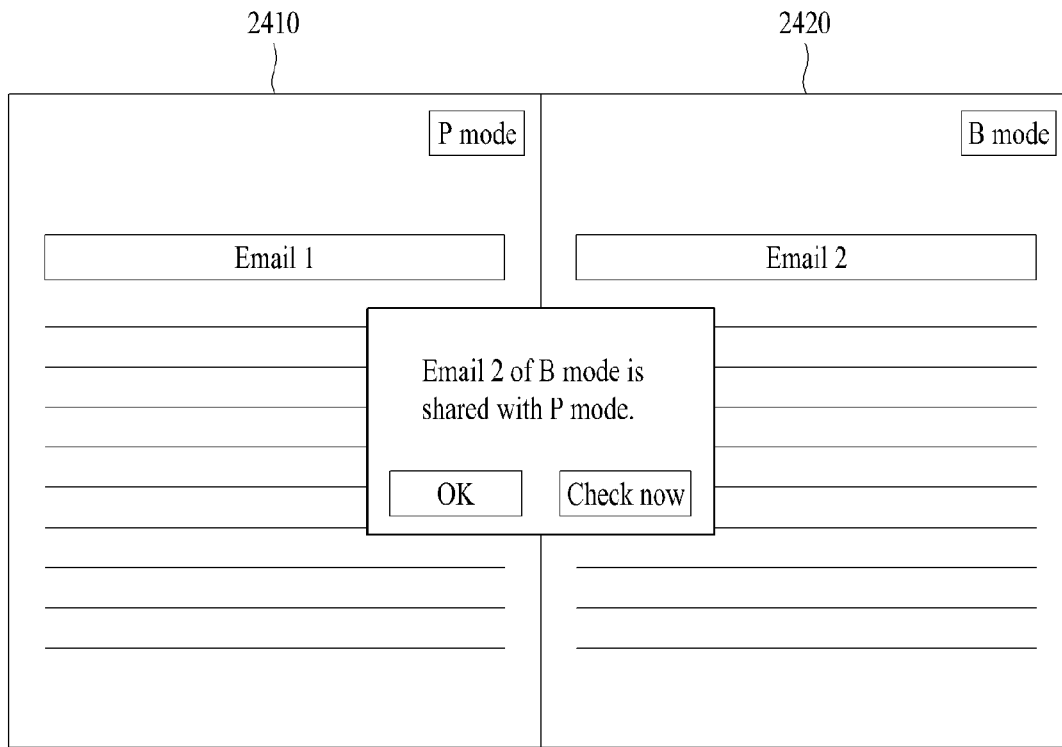 2410
2420
P mode
B mode
Email 1
Email 2
Email 2 of B mode is
shared with P mode.
OK
Check now